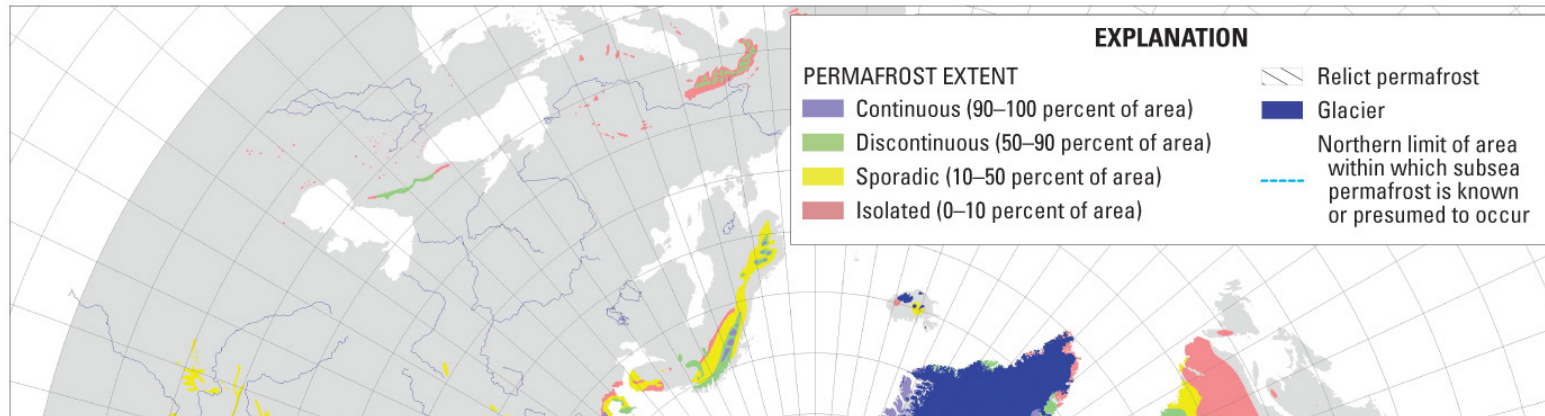 EXPLANATION
PERMAFROST EXTENT
Continuous (90–100 percent of area)
Discontinuous (50–90 percent of area)
Sporadic (10–50 percent of area)
Isolated (0–10 percent of area)
Relict permafrost
Glacier
Northern limit of area
within which subsea
permafrost is known
or presumed to occur